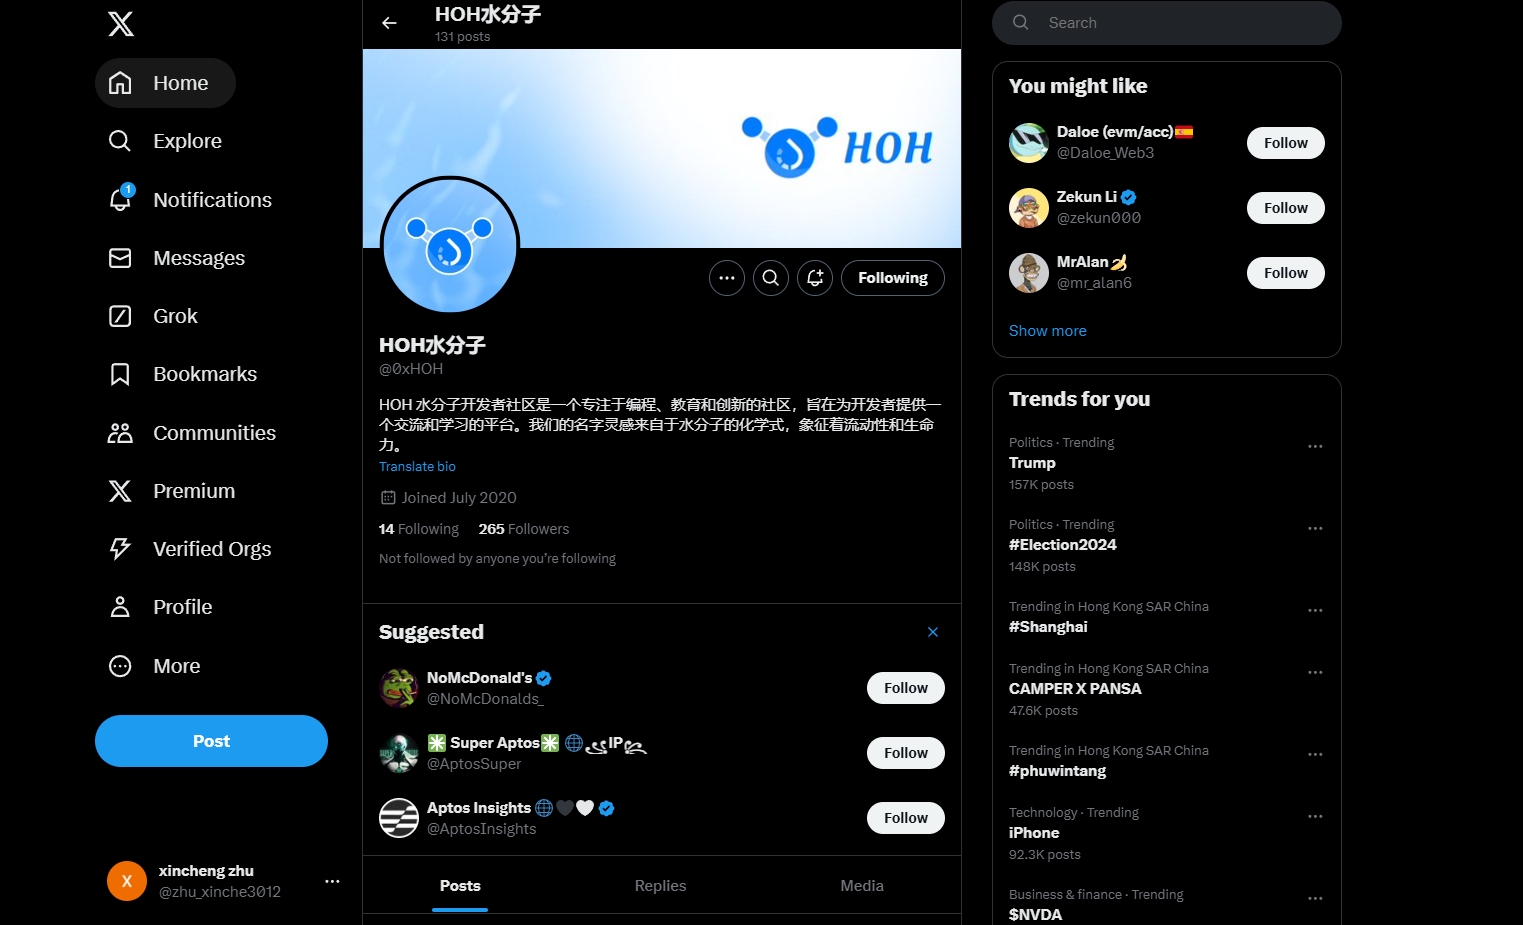 Home
Explore
1
Notifications
Messages
Grok
Bookmarks
Communities
Premium
Verified Orgs
Profile
More
Post
X
xincheng zhu
@zhu_xinche3012
HOH水分子
131 posts
HOH
Following
HOH水分子
@0xHOH
HOH 水分子开发者社区是一个专注于编程、教育和创新的社区，旨在为开发者提供一
个交流和学习的平台。我们的名字灵感来自于水分子的化学式，象征着流动性和生命
力。
Translate bio
Joined July 2020
14 Following 265 Followers
Not followed by anyone you’re following
Suggested
NoMcDonald's
@NoMcDonalds_
Follow
Super Aptos IP
@AptosSuper
Follow
Aptos Insights
@AptosInsights
Follow
Posts Replies Media
Search
You might like
Daloe (evm/acc)
@Daloe_Web3
Follow
Zekun Li
@zekun000
Follow
MrAlan
@mr_alan6
Follow
Show more
Trends for you
Politics · Trending
Trump
157K posts
Politics · Trending
#Election2024
148K posts
Trending in Hong Kong SAR China
#Shanghai
Trending in Hong Kong SAR China
CAMPER X PANSA
47.6K posts
Trending in Hong Kong SAR China
#phuwintang
Technology · Trending
iPhone
92.3K posts
Business & finance · Trending
$NVDA